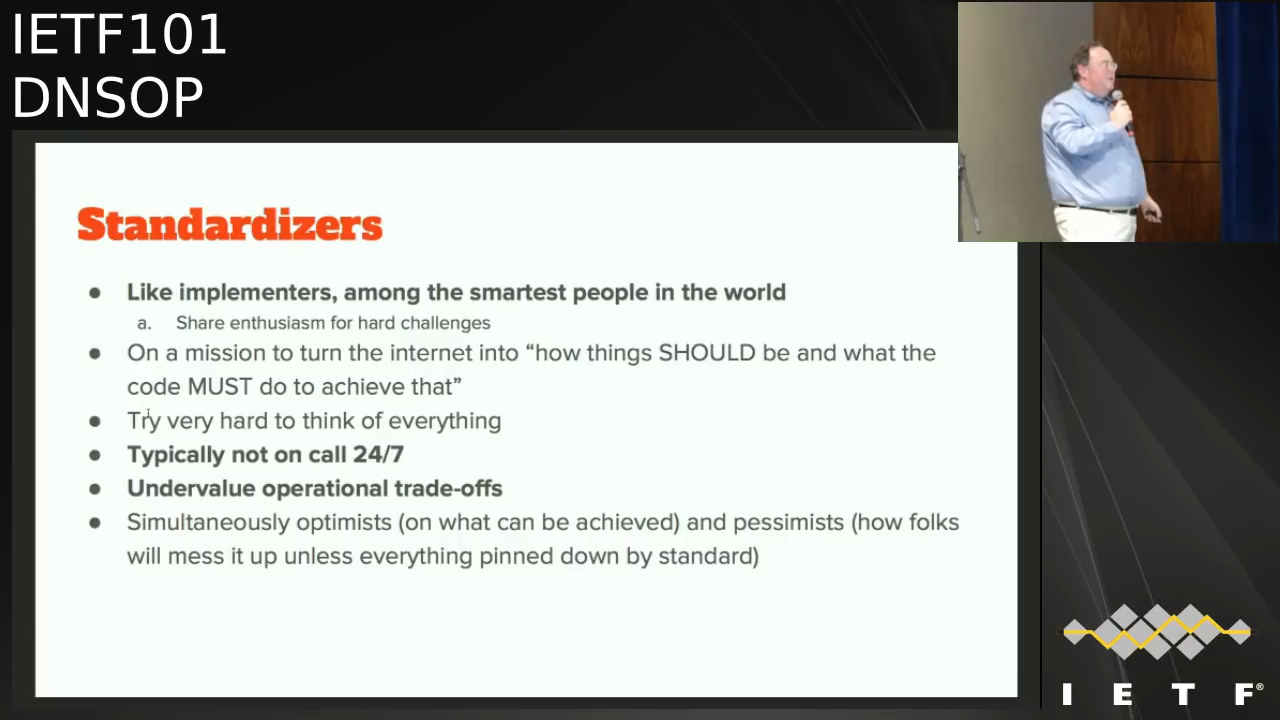 IETF101
DNSOP
Standardizers
● Like implementers, among the smartest people in the world
a. Share enthusiasm for hard challenges
● On a mission to turn the internet into “how things SHOULD be and what the
code MUST do to achieve that”
● Try very hard to think of everything
● Typically not on call 24/7
● Undervalue operational trade-offs
● Simultaneously optimists (on what can be achieved) and pessimists (how folks
will mess it up unless everything pinned down by standard)
I E T F®